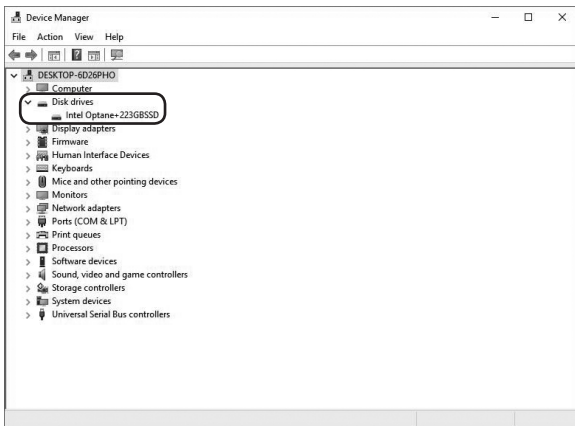 Device Manager
File Action View Help
DESKTOP-6D26PHO
Computer
Disk drives
Intel Optane+223GBSSD
Display adapters
Firmware
Human Interface Devices
Keyboards
Mice and other pointing devices
Monitors
Network adapters
Ports (COM & LPT)
Print queues
Processors
Software devices
Sound, video and game controllers
Storage controllers
System devices
Universal Serial Bus controllers